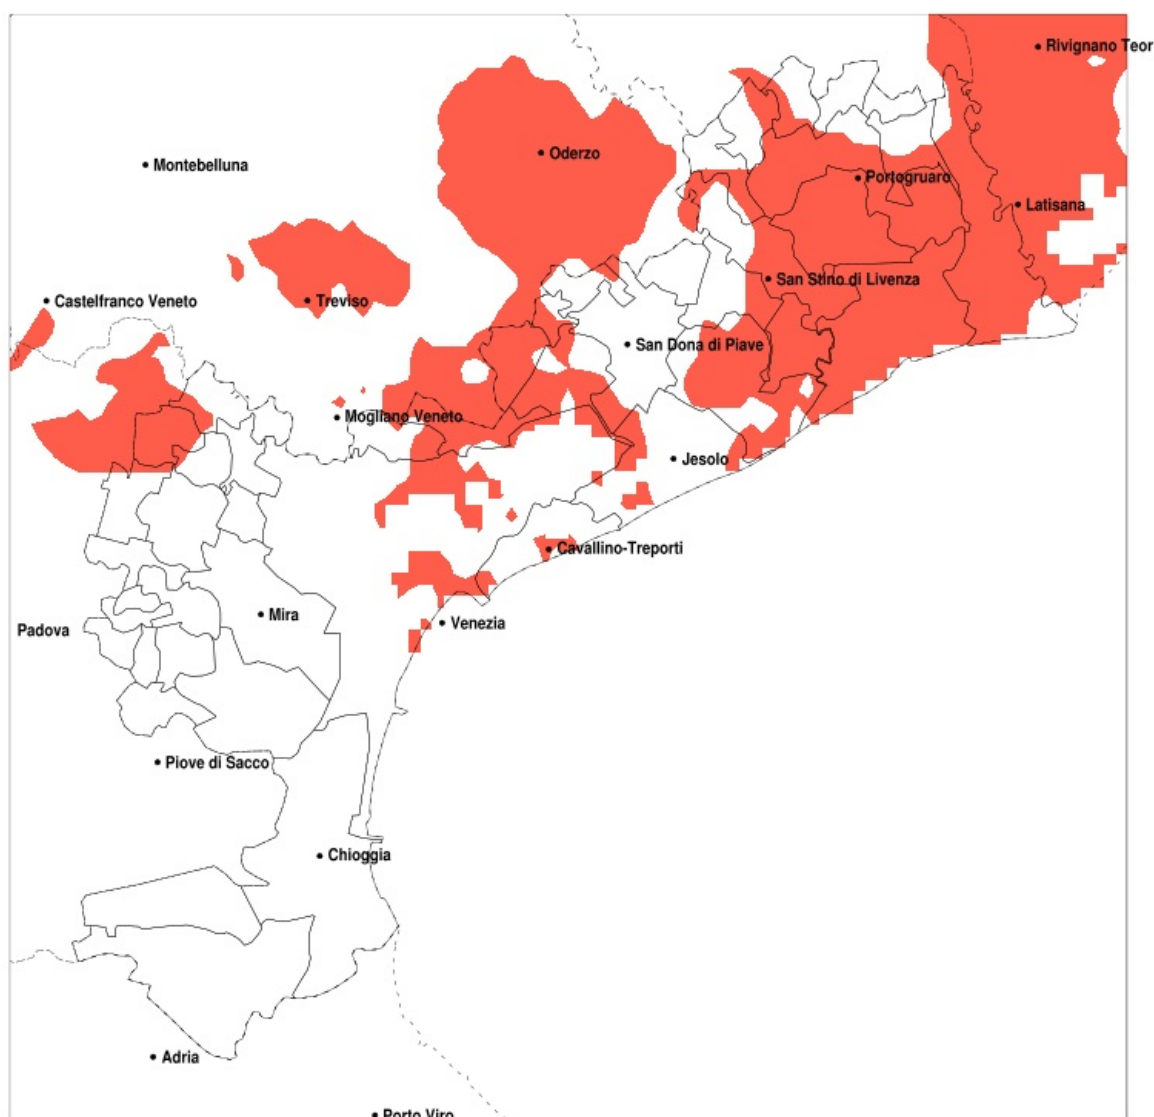 Rivignano Teor
Montebelluna
Oderzo
Portogruaro
Latisana
San Stino di Livenza
Castelfranco Veneto
Treviso
San Dona di Piave
Mogliano Veneto
Jesolo
Cavallino-Treporti
Mira
Venezia
Padova
Piove di Sacco
Chioggia
Adria
Porto Viro